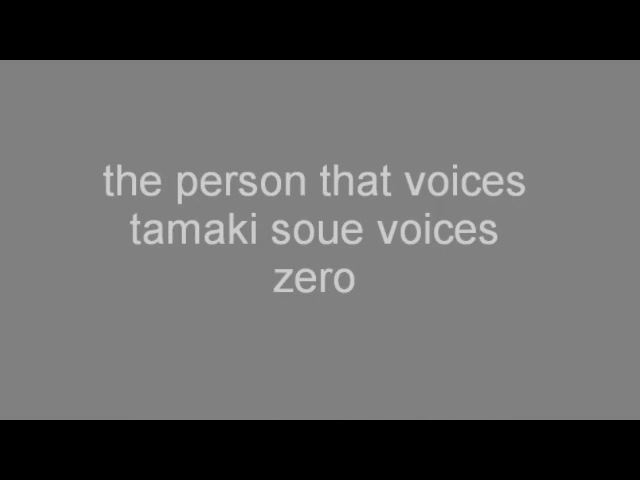 the person that voices
tamaki soue voices
zero